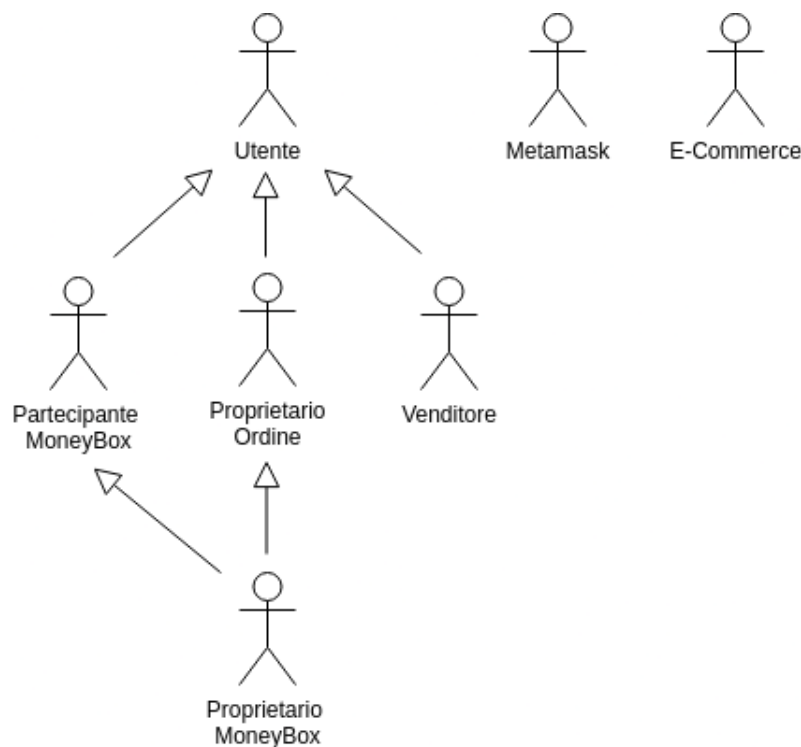 Utente
Metamask
E-Commerce
Partecipante
MoneyBox
Proprietario
Ordine
Venditore
Proprietario
MoneyBox